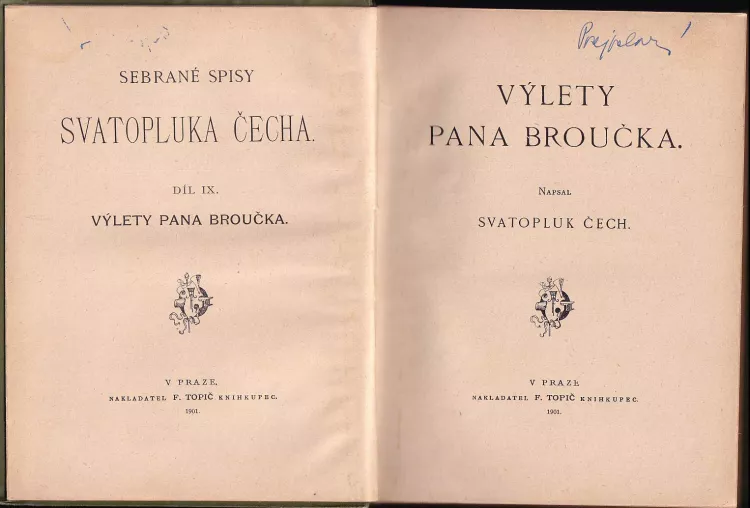 SEBRANÉ SPISY
SVATOPLUKA ČECHA.
DÍL IX.
VÝLETY PANA BROUČKA.
V PRAZE.
NAKLADATEL F. TOPIČ KNIHKUPEC.
1901.
VÝLETY
PANA BROUČKA.
NAPSAL
SVATOPLUK ČECH.
V PRAZE
NAKLADATEL F. TOPIČ KNIHKUPEC.
1901.